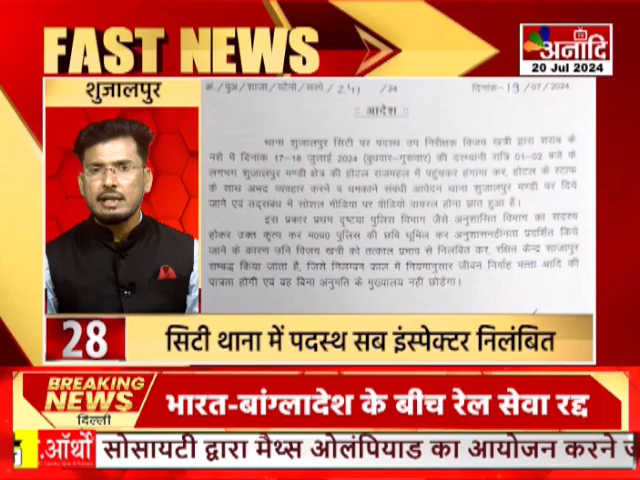 FAST NEWS
अनादि
TV
20 Jul 2024
शुजालपुर
क्र/पुअ/शाजा/स्टेनो/सस्पे/241 /24 दिनांक-19/07/2024
:: आदेश ::
थाना शुजालपुर सिटी पर पदस्थ उप निरीक्षक विजय खत्री द्वारा शराब के
नशे में दिनांक 17-18 जुलाई 2024 (बुधवार-गुरूवार) की दरम्यानी रात्रि 01-02 बजे के
लगभग शुजालपुर मण्डी क्षेत्र की होटल राजमहल में पहुंचकर हंगामा कर, होटल के स्टाफ
के साथ अभद्र व्यवहार करने व धमकाने संबंधी आवेदन थाना शुजालपुर मण्डी पर दिये
जाने एवं तद्संबंध में सोशल मीडिया पर वीडियो वायरल होना ज्ञात हुआ है।
इस प्रकार प्रथम दृष्टया पुलिस विभाग जैसे अनुशासित विभाग का सदस्य
होकर उक्त कृत्य कर म0प्र0 पुलिस की छबि धूमिल कर अनुशासनहीनता प्रदर्शित किये
जाने के कारण उनि विजय खत्री को तत्काल प्रभाव से निलंबित कर, रक्षित केन्द्र शाजापुर
सम्बद्ध किया जाता है, जिसे निलम्बन काल में नियमानुसार जीवन निर्वाह भत्ता आदि की
पात्रता होगी एवं वह बिना अनुमति के मुख्यालय नहीं छोड़ेगा।
28 सिटी थाना में पदस्थ सब इंस्पेक्टर निलंबित
BREAKING NEWS
दिल्ली
भारत-बांग्लादेश के बीच रेल सेवा रद्द
.ऑर्थो सोसायटी द्वारा मैथ्स ओलंपियाड का आयोजन करने